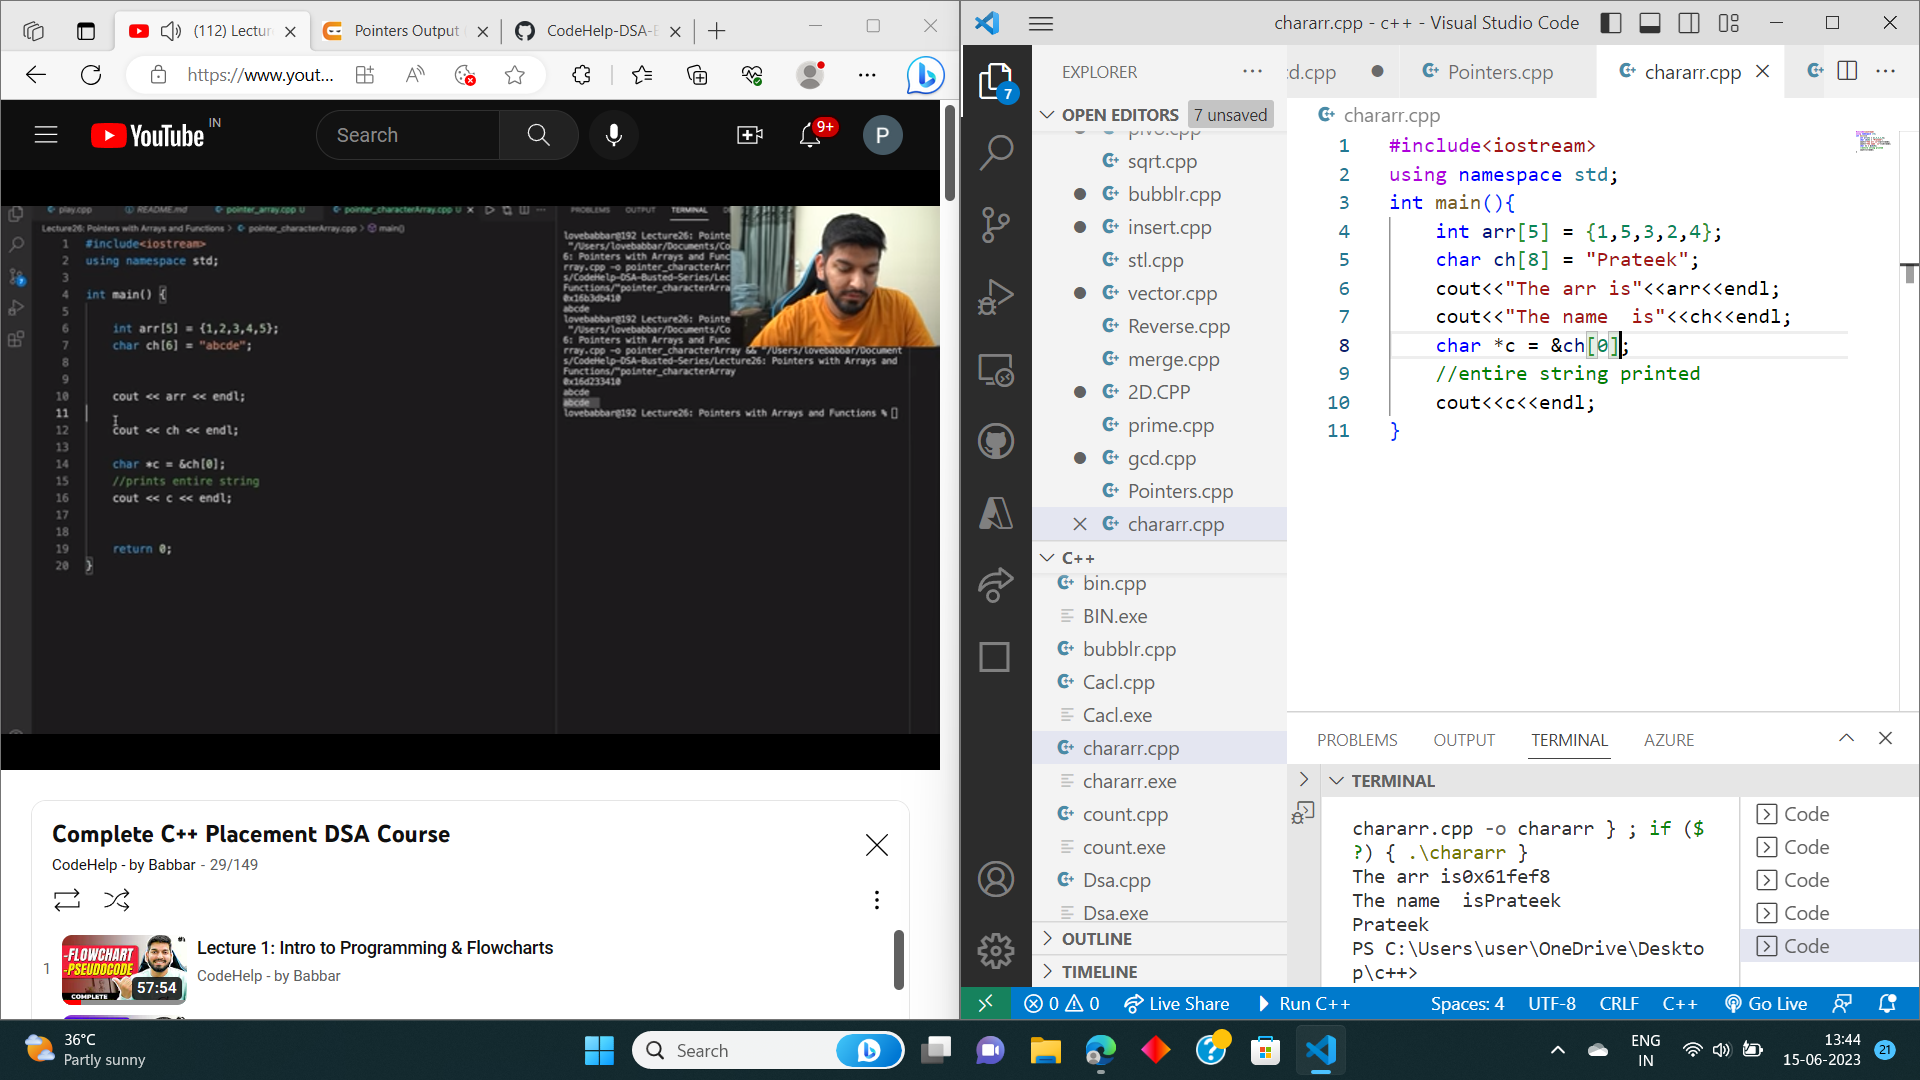 (112) Lectur
Pointers Output
CodeHelp-DSA-B
https://www.yout...
YouTube IN
Search
9+
P
play.cpp
README.md
pointer_array.cpp U
pointer_characterArray.cpp U
PROBLEMS
OUTPUT
TERMINAL
Lecture26: Pointers with Arrays and Functions > pointer_characterArray.cpp > main()
1 #include<iostream>
2 using namespace std;
3
4 int main() {
5
6 int arr[5] = {1,2,3,4,5};
7 char ch[6] = "abcde";
8
9
10 cout << arr << endl;
11
12 cout << ch << endl;
13
14 char *c = &ch[0];
15 //prints entire string
16 cout << c << endl;
17
18
19 return 0;
20 }
lovebabbar@192 Lecture26: Pointe
"/Users/lovebabbar/Documents/Co
6: Pointers with Arrays and Func
rray.cpp -o pointer_characterArr
s/CodeHelp-DSA-Busted-Series/Lec
Functions/"pointer_characterArra
0x16b3db410
abcde
lovebabbar@192 Lecture26: Pointe
"/Users/lovebabbar/Documents/Co
6: Pointers with Arrays and Func
rray.cpp -o pointer_characterArray && "/Users/lovebabbar/Document
s/CodeHelp-DSA-Busted-Series/Lecture26: Pointers with Arrays and
Functions/"pointer_characterArray
0x16d233410
abcde
abcde
lovebabbar@192 Lecture26: Pointers with Arrays and Functions %
Complete C++ Placement DSA Course
CodeHelp - by Babbar - 29/149
1
-FLOWCHART
-PSEUDOCODE
COMPLETE
57:54
Lecture 1: Intro to Programming & Flowcharts
CodeHelp - by Babbar
chararr.cpp - c++ - Visual Studio Code
7
EXPLORER
OPEN EDITORS
7 unsaved
pivo.cpp
sqrt.cpp
bubblr.cpp
insert.cpp
stl.cpp
vector.cpp
Reverse.cpp
merge.cpp
2D.CPP
prime.cpp
gcd.cpp
Pointers.cpp
chararr.cpp
C++
bin.cpp
BIN.exe
bubblr.cpp
Cacl.cpp
Cacl.exe
chararr.cpp
chararr.exe
count.cpp
count.exe
Dsa.cpp
Dsa.exe
OUTLINE
TIMELINE
cd.cpp
Pointers.cpp
chararr.cpp
chararr.cpp
1 #include<iostream>
2 using namespace std;
3 int main(){
4 int arr[5] = {1,5,3,2,4};
5 char ch[8] = "Prateek";
6 cout<<"The arr is"<<arr<<endl;
7 cout<<"The name  is"<<ch<<endl;
8 char *c = &ch[0];
9 //entire string printed
10 cout<<c<<endl;
11 }
PROBLEMS
OUTPUT
TERMINAL
AZURE
TERMINAL
chararr.cpp -o chararr } ; if ($
?) { .\chararr }
The arr is0x61fef8
The name  isPrateek
Prateek
PS C:\Users\user\OneDrive\Deskto
p\c++>
Code
Code
Code
Code
Code
0 0
Live Share
Run C++
Spaces: 4
UTF-8
CRLF
C++
Go Live
36°C
Partly sunny
Search
ENG
IN
13:44
15-06-2023
21